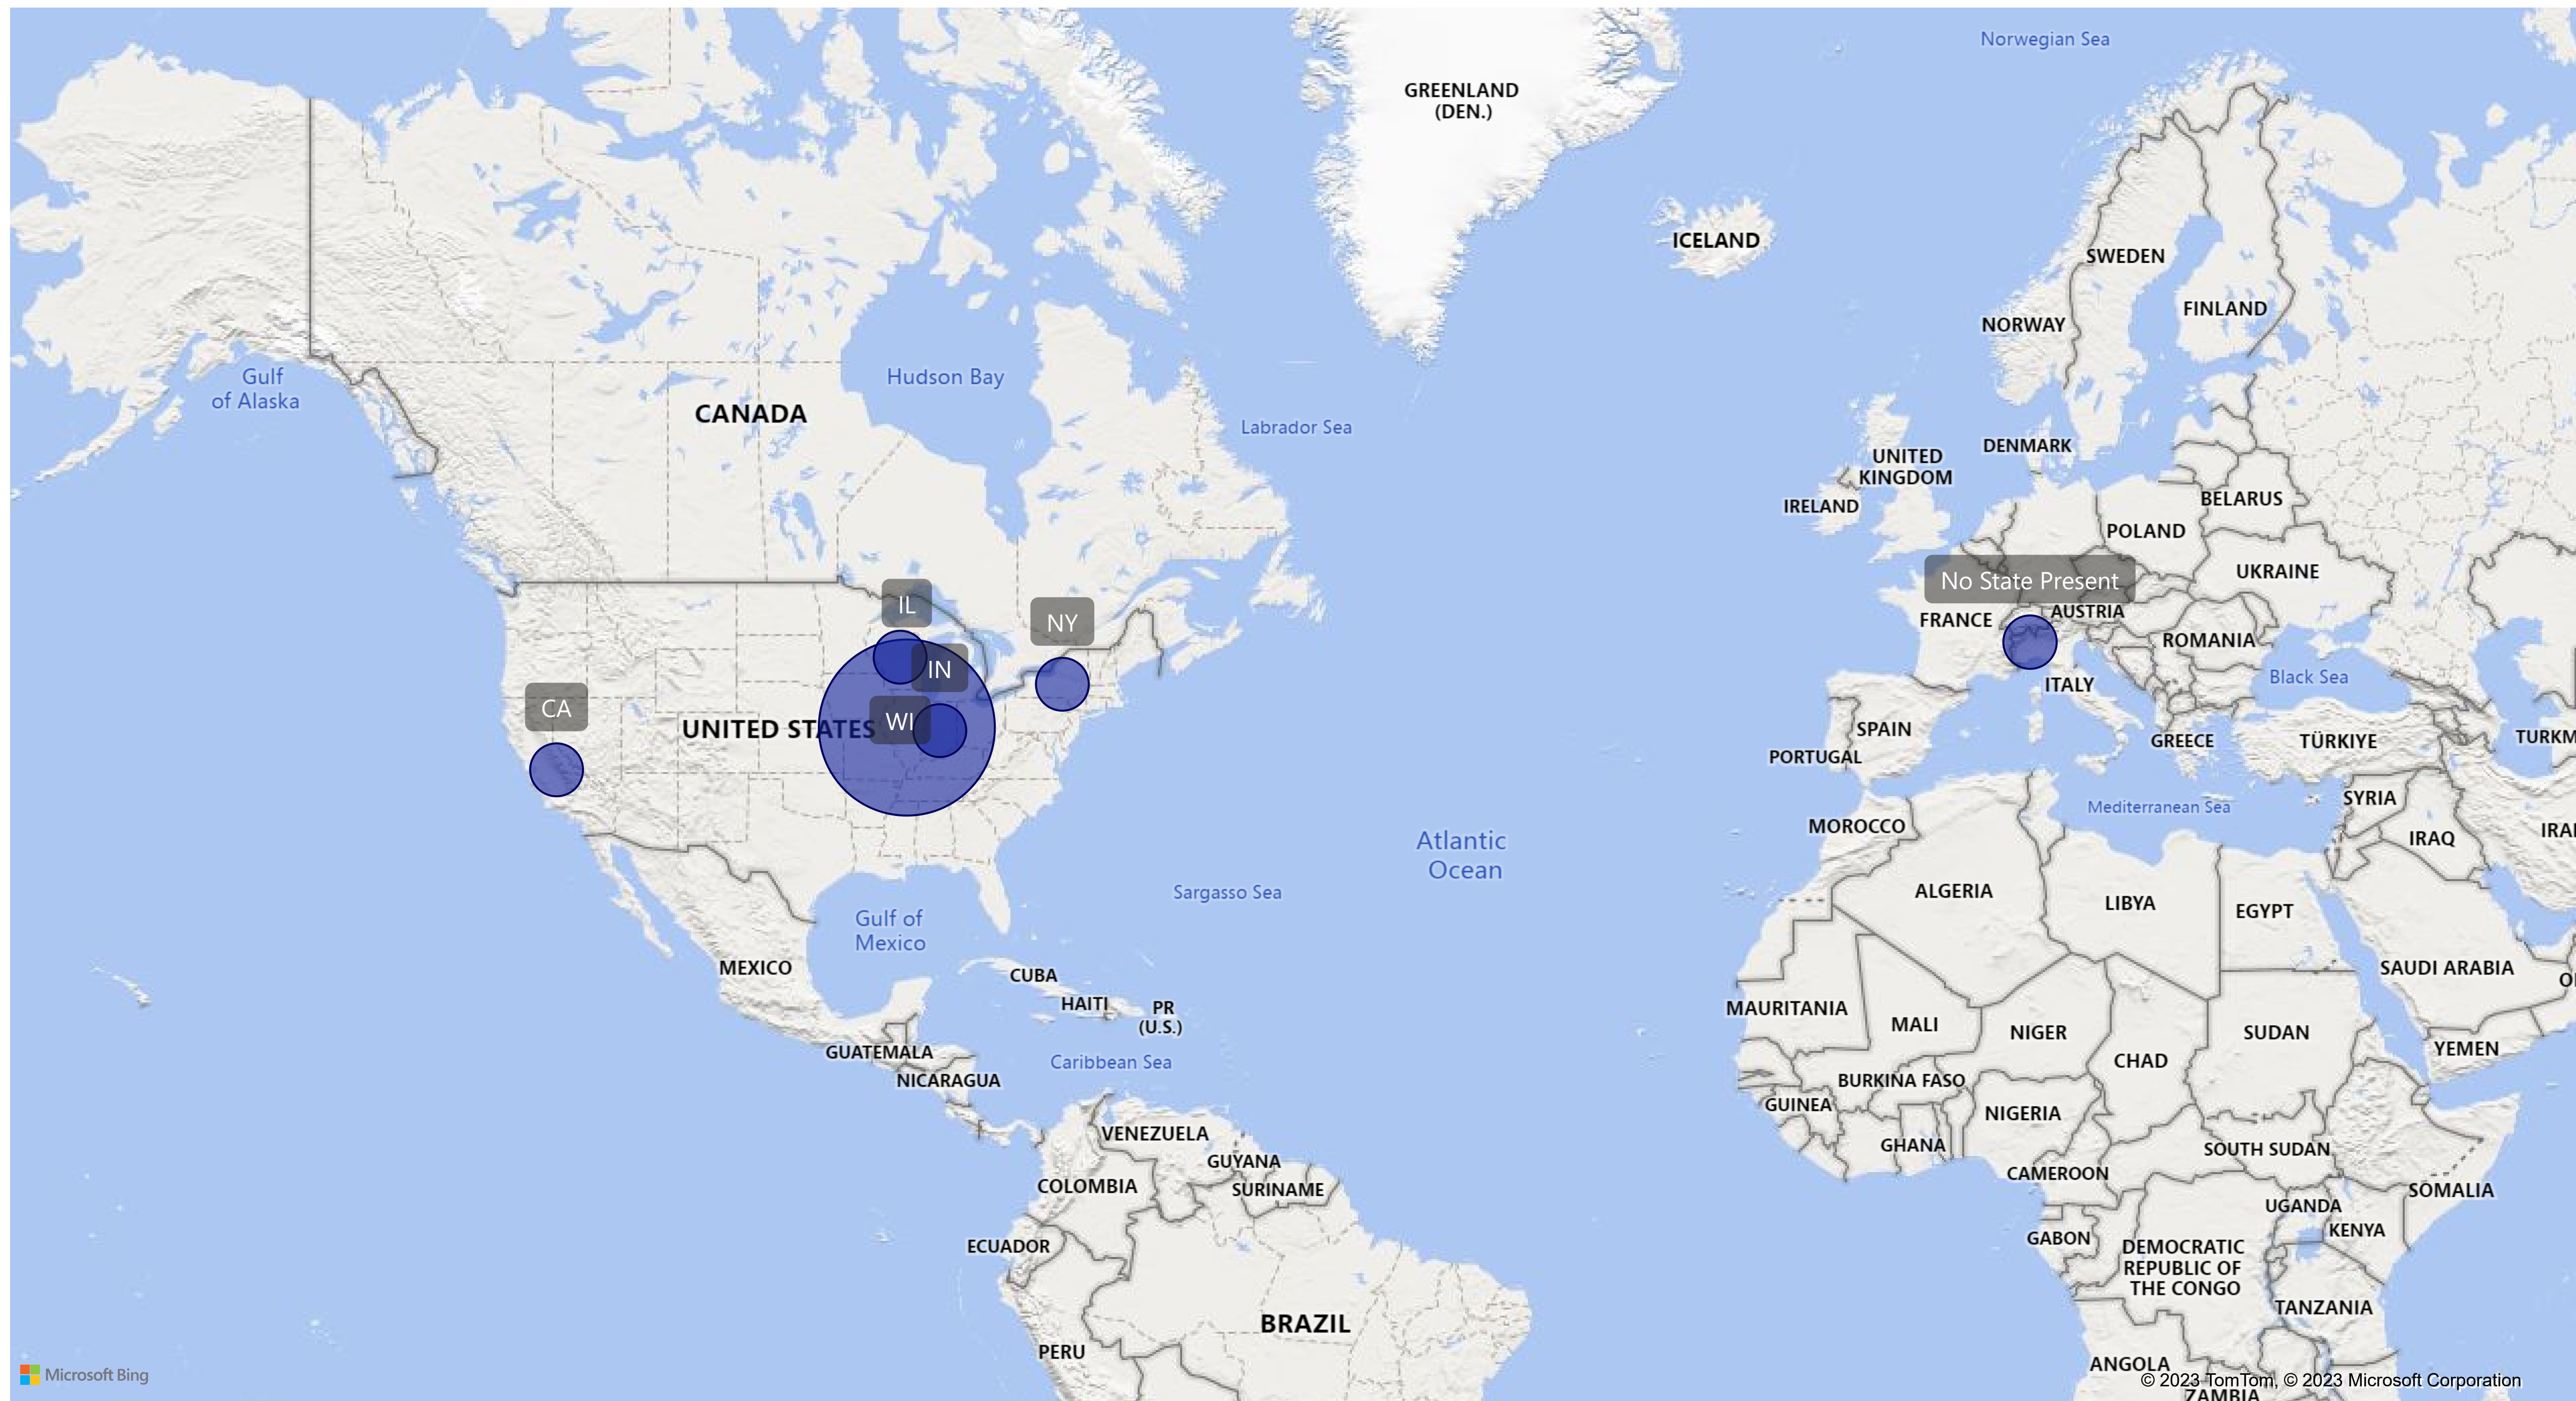 Norwegian Sea
GREENLAND
(DEN.)
ICELAND
SWEDEN
FINLAND
NORWAY
Gulf
of Alaska
Hudson Bay
CANADA
Labrador Sea
DENMARK
UNITED
KINGDOM
IRELAND
BELARUS
POLAND
No State Present
UKRAINE
IL
NY
FRANCE
AUSTRIA
ROMANIA
IN
CA
WI
UNITED STATES
ITALY
Black Sea
SPAIN
PORTUGAL
GREECE
TÜRKIYE
TURKM
SYRIA
Mediterranean Sea
MOROCCO
IRAQ
IRA
Atlantic
Ocean
Sargasso Sea
ALGERIA
LIBYA
EGYPT
Gulf of
Mexico
MEXICO
CUBA
HAITI
PR
(U.S.)
SAUDI ARABIA
O
MAURITANIA
MALI
NIGER
CHAD
SUDAN
YEMEN
GUATEMALA
Caribbean Sea
NICARAGUA
BURKINA FASO
GUINEA
NIGERIA
GHANA
SOUTH SUDAN
CAMEROON
VENEZUELA
GUYANA
COLOMBIA
SURINAME
SOMALIA
UGANDA
KENYA
GABON
ECUADOR
DEMOCRATIC
REPUBLIC OF
THE CONGO
TANZANIA
BRAZIL
PERU
ANGOLA
ZAMBIA
Microsoft Bing
© 2023 TomTom, © 2023 Microsoft Corporation